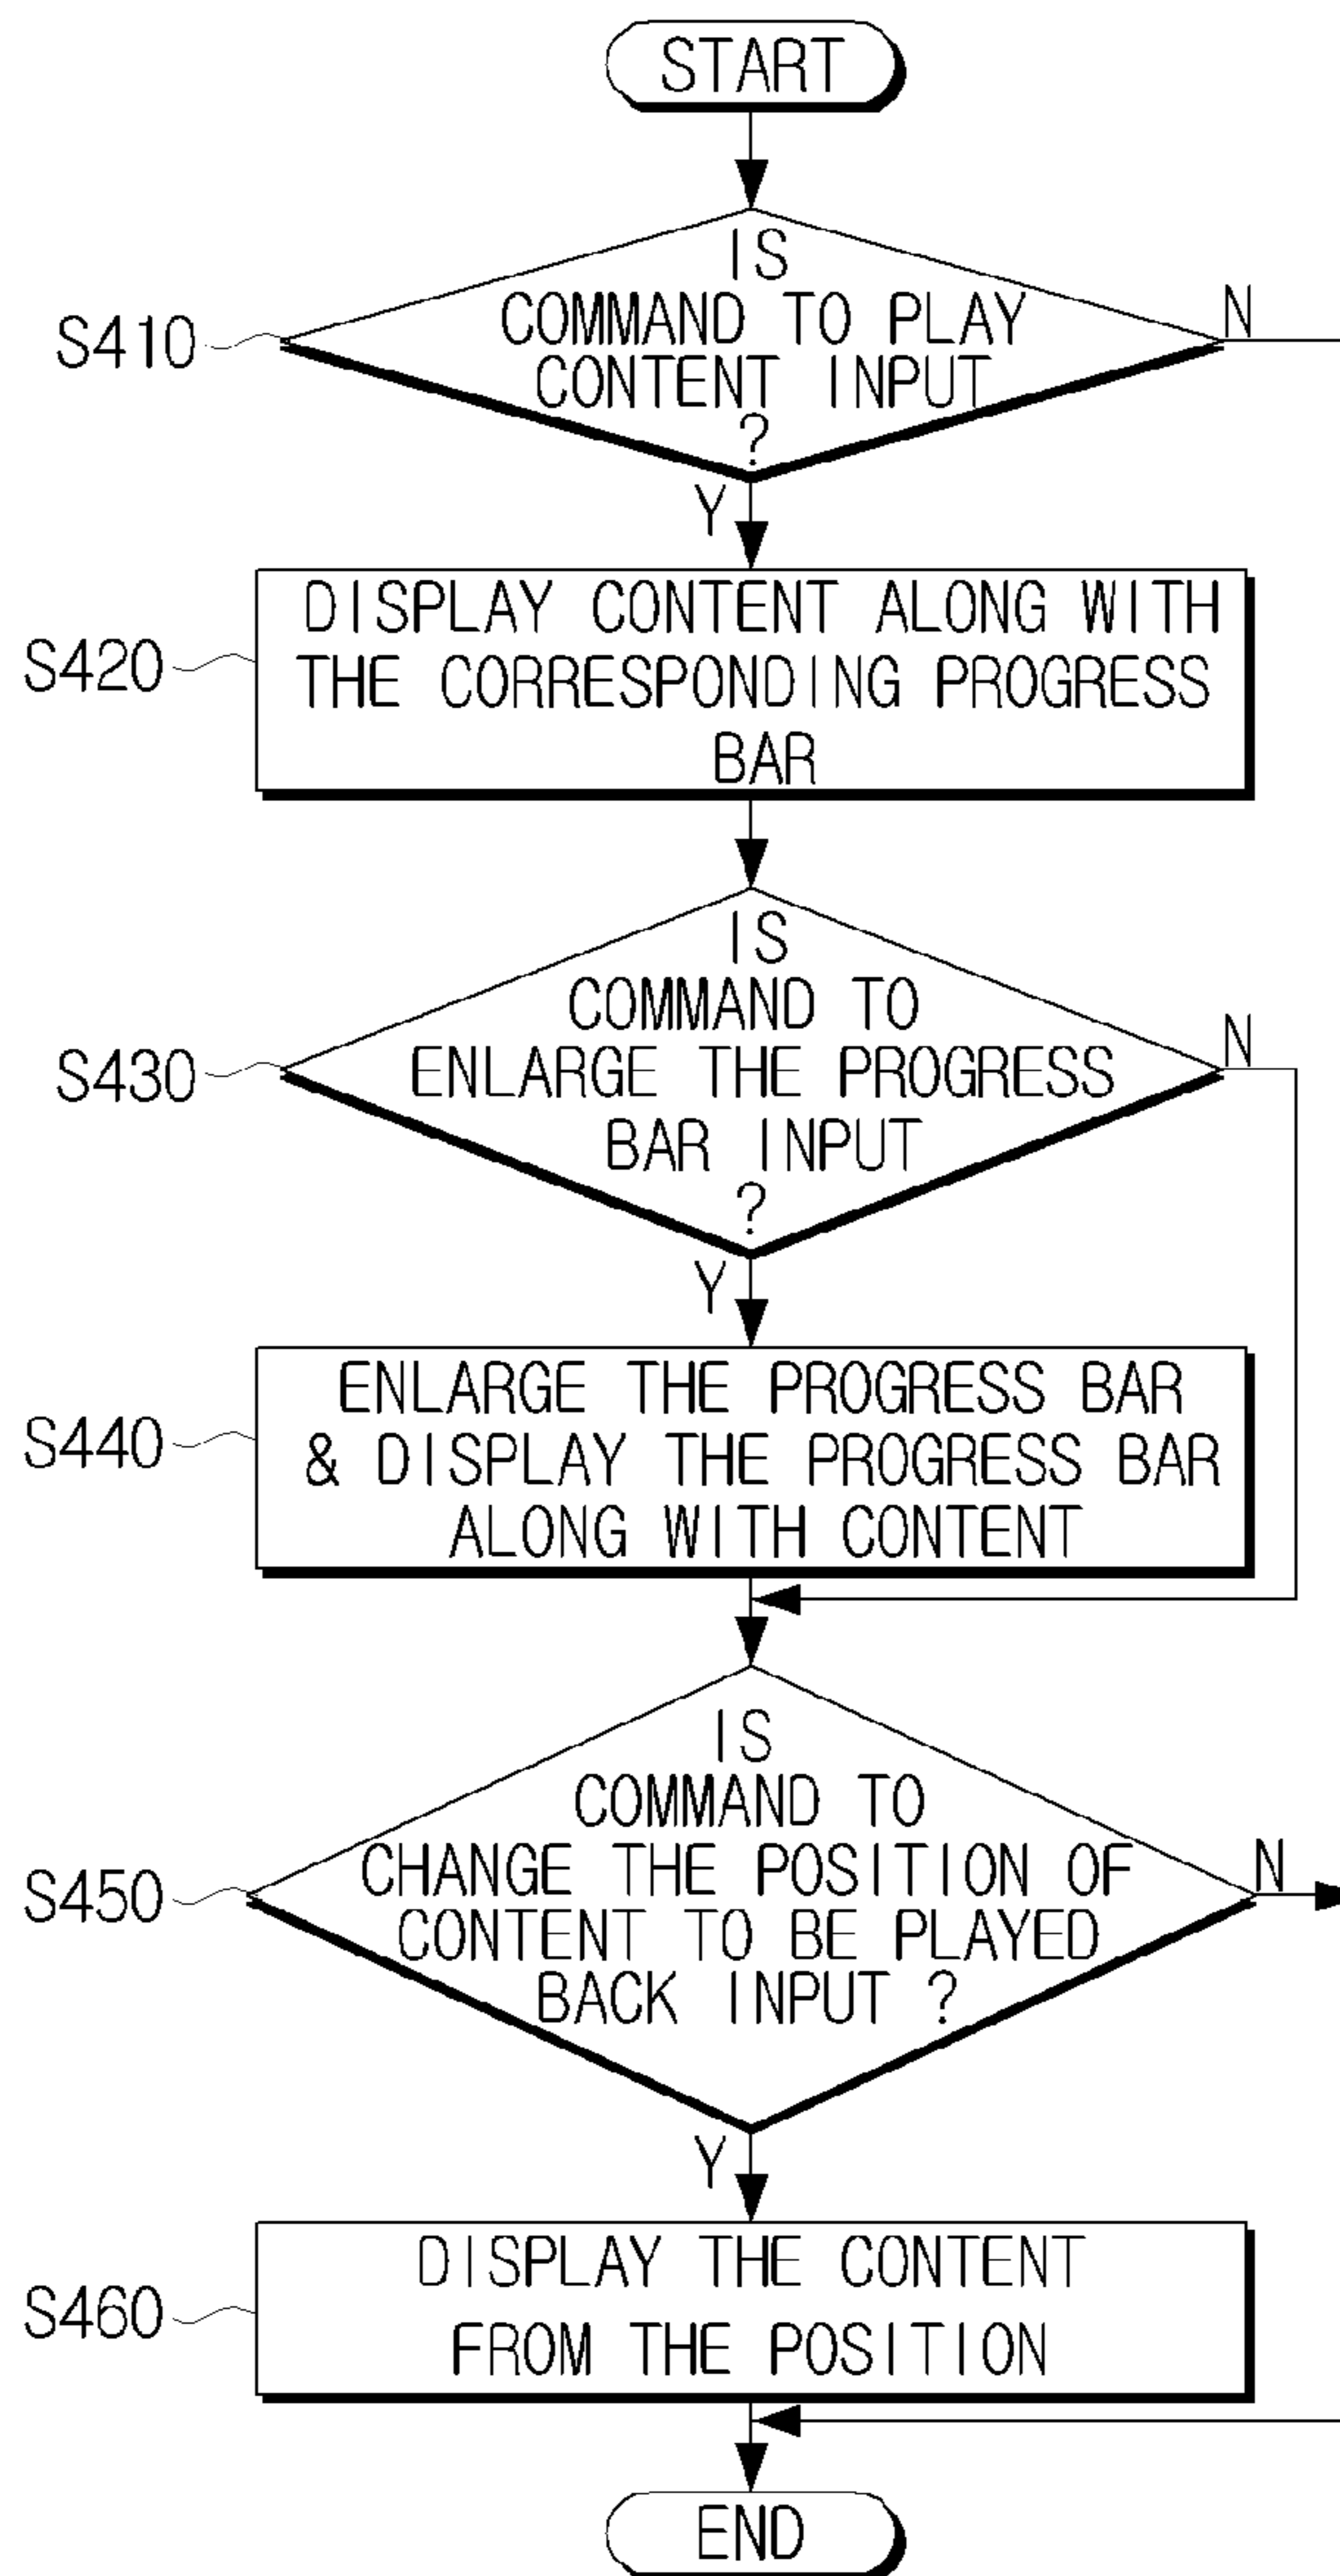 START
IS
COMMAND TO PLAY
CONTENT INPUT
?
S410
N
Y
DISPLAY CONTENT ALONG WITH
THE CORRESPONDING PROGRESS
BAR
S420
IS
COMMAND TO
ENLARGE THE PROGRESS
BAR INPUT
?
S430
N
Y
ENLARGE THE PROGRESS BAR
& DISPLAY THE PROGRESS BAR
ALONG WITH CONTENT
S440
IS
COMMAND TO
CHANGE THE POSITION OF
CONTENT TO BE PLAYED
BACK INPUT ?
S450
N
Y
DISPLAY THE CONTENT
FROM THE POSITION
S460
END